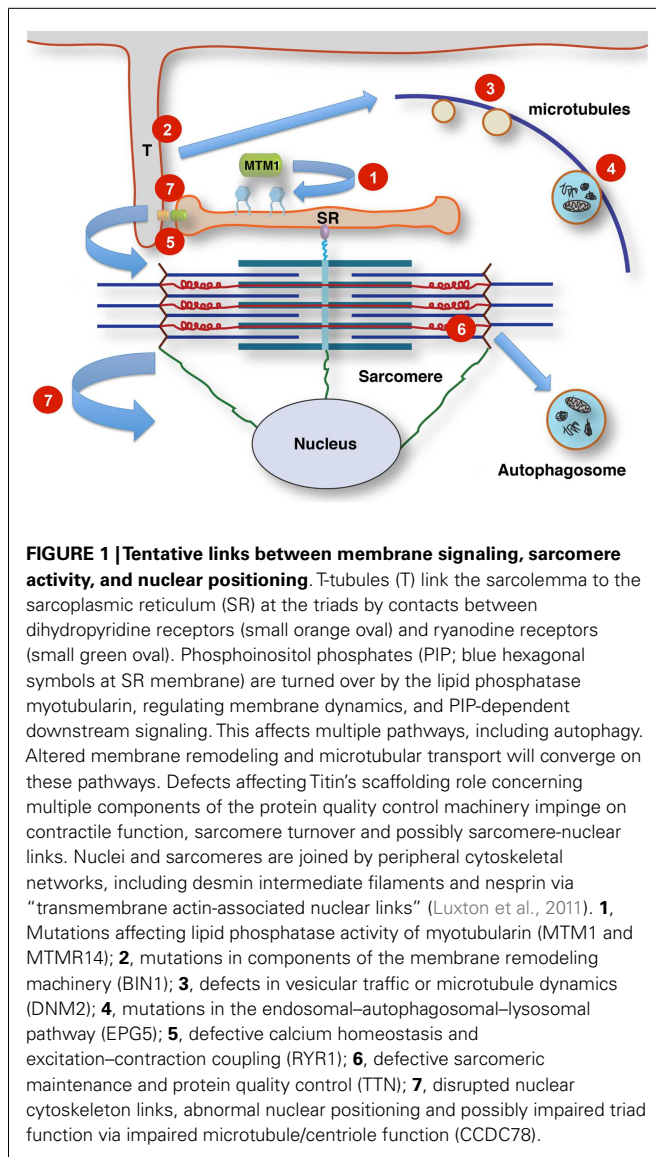 2
T
7
5
MTM1
1
SR
3
microtubules
4
6
Sarcomere
7
Nucleus
Autophagosome
FIGURE 1 | Tentative links between membrane signaling, sarcomere
activity, and nuclear positioning. T-tubules (T) link the sarcolemma to the
sarcoplasmic reticulum (SR) at the triads by contacts between
dihydropyridine receptors (small orange oval) and ryanodine receptors
(small green oval). Phosphoinositol phosphates (PIP; blue hexagonal
symbols at SR membrane) are turned over by the lipid phosphatase
myotubularin, regulating membrane dynamics, and PIP-dependent
downstream signaling. This affects multiple pathways, including autophagy.
Altered membrane remodeling and microtubular transport will converge on
these pathways. Defects affecting Titin's scaffolding role concerning
multiple components of the protein quality control machinery impinge on
contractile function, sarcomere turnover and possibly sarcomere-nuclear
links. Nuclei and sarcomeres are joined by peripheral cytoskeletal
networks, including desmin intermediate filaments and nesprin via
“transmembrane actin-associated nuclear links” (Luxton et al., 2011). 1,
Mutations affecting lipid phosphatase activity of myotubularin (MTM1 and
MTMR14); 2, mutations in components of the membrane remodeling
machinery (BIN1); 3, defects in vesicular traffic or microtubule dynamics
(DNM2); 4, mutations in the endosomal–autophagosomal–lysosomal
pathway (EPG5); 5, defective calcium homeostasis and
excitation–contraction coupling (RYR1); 6, defective sarcomeric
maintenance and protein quality control (TTN); 7, disrupted nuclear
cytoskeleton links, abnormal nuclear positioning and possibly impaired triad
function via impaired microtubule/centriole function (CCDC78).